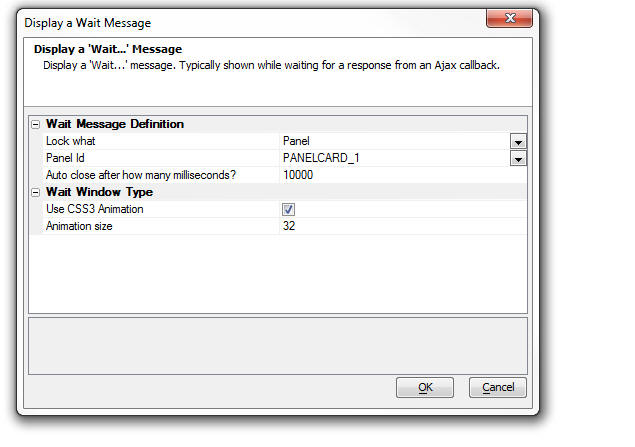 Display a Wait Message
Display a 'Wait...' Message
Display a 'Wait...' message. Typically shown while waiting for a response from an Ajax callback.
Wait Message Definition
Lock what Panel
Panel Id PANELCARD_1
Auto close after how many milliseconds? 10000
Wait Window Type
Use CSS3 Animation
Animation size 32
OK Cancel